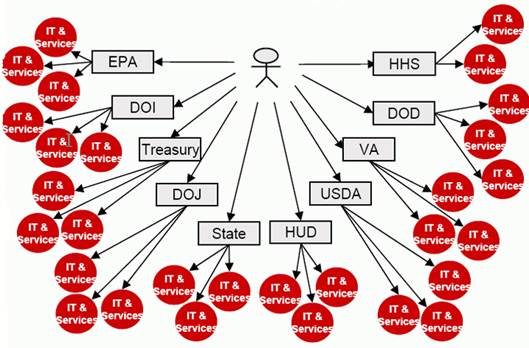 IT &
Services
IT &
Services
IT &
Services
EPA
HHS
IT &
Services
IT &
Services
IT &
Services
DOI
DOD
IT &
Services
IT &
Services
IT &
Services
IT &
Services
IT &
Services
Treasury
VA
IT &
Services
IT &
Services
DOJ
USDA
IT &
Services
IT &
Services
IT &
Services
State
HUD
IT &
Services
IT &
Services
IT &
Services
IT &
Services
IT &
Services
IT &
Services
IT &
Services
IT &
Services
IT &
Services
IT &
Services
IT &
Services
IT &
Services
IT &
Services
IT &
Services